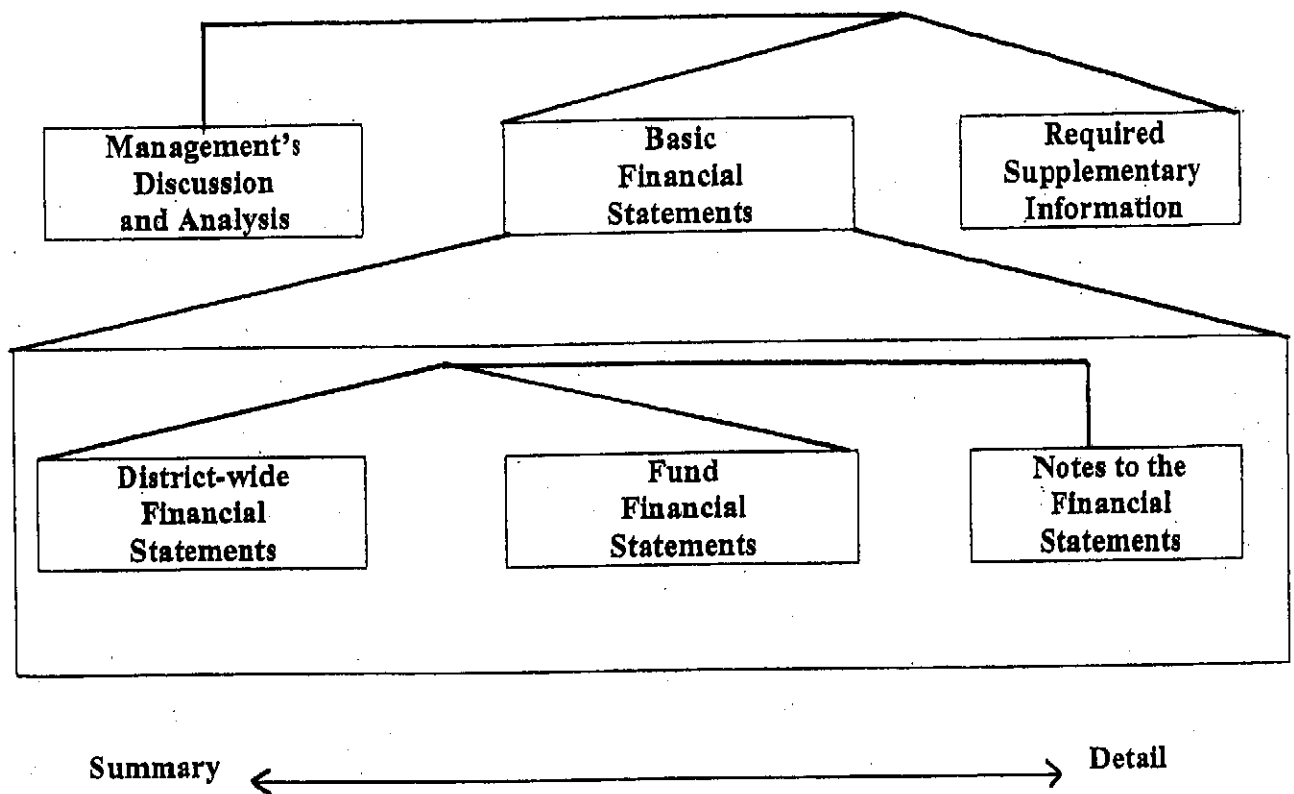 Management's
Discussion
and Analysis
Basic
Financial
Statements
Required
Supplementary
Information
District-wide
Financial
Statements
Fund
Financial
Statements
Notes to the
Financial
Statements
Summary
Detail